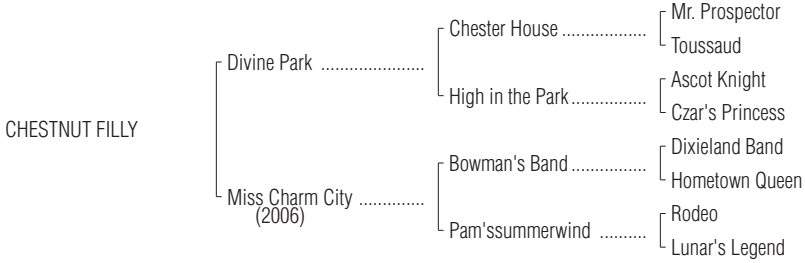 Mr. Prospector
Chester House ..................
Toussaud
Divine Park ......................
Ascot Knight
High in the Park................
Czar's Princess
CHESTNUT FILLY
Dixieland Band
Bowman's Band ................
Hometown Queen
Miss Charm City ..............
(2006)
Rodeo
Pam'ssummerwind ..........
Lunar's Legend